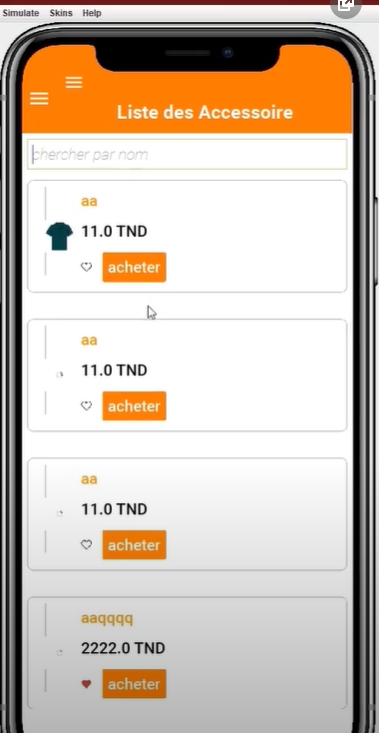 Simulate Skins Help
Liste des Accessoire
chercher par nom
aa
11.0 TND
acheter
aa
11.0 TND
acheter
aa
11.0 TND
acheter
aaqqqq
2222.0 TND
acheter